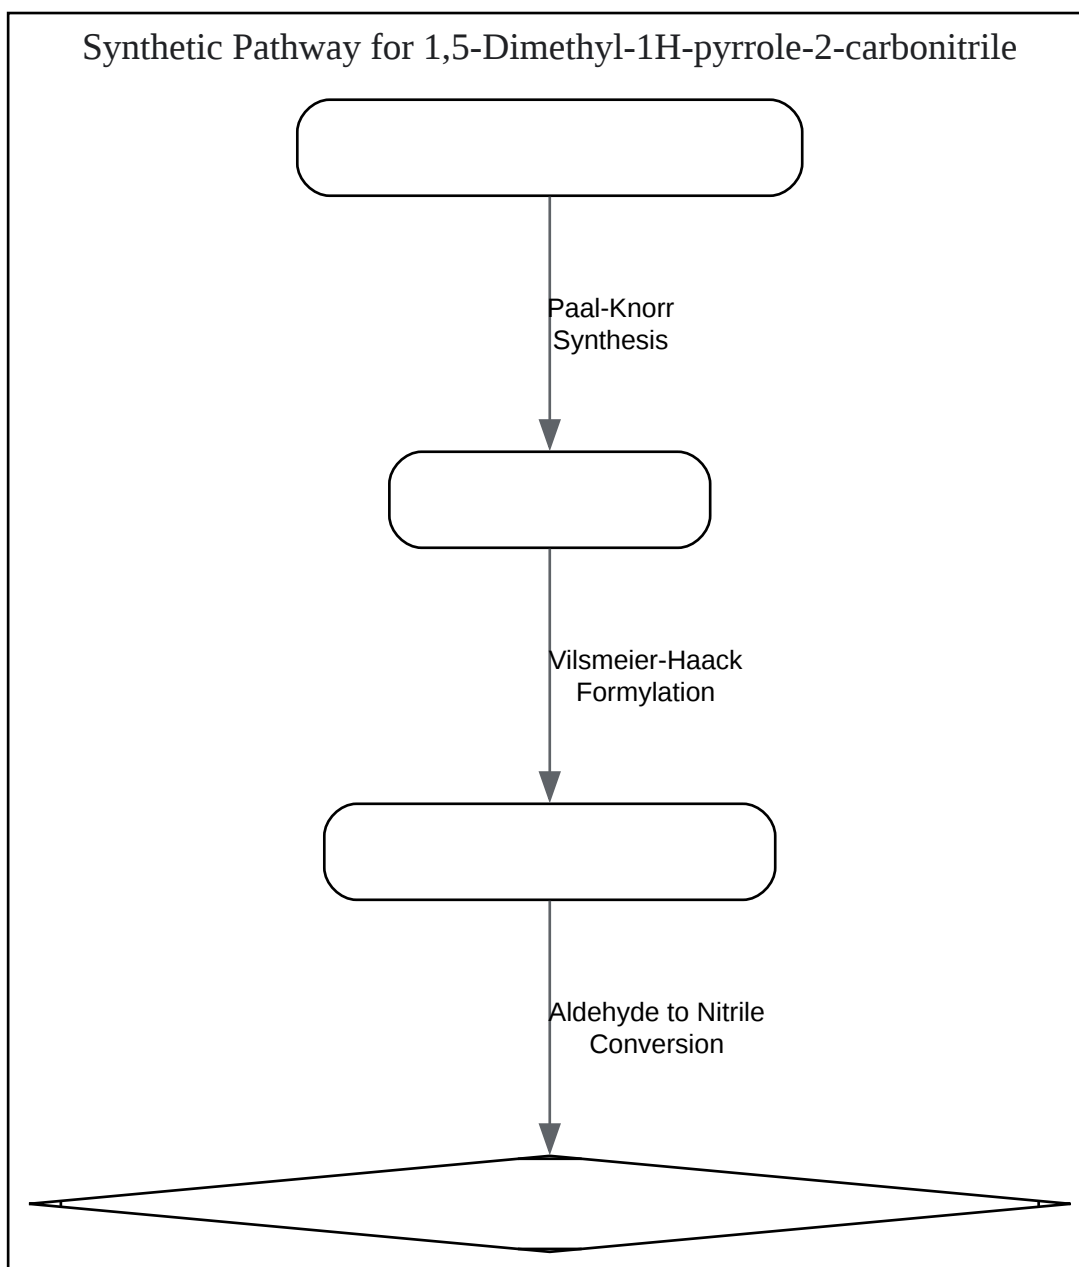 Synthetic Pathway for 1,5-Dimethyl-1H-pyrrole-2-carbonitrile
Paal-Knorr
Synthesis
Vilsmeier-Haack
Formylation
Aldehyde to Nitrile
Conversion